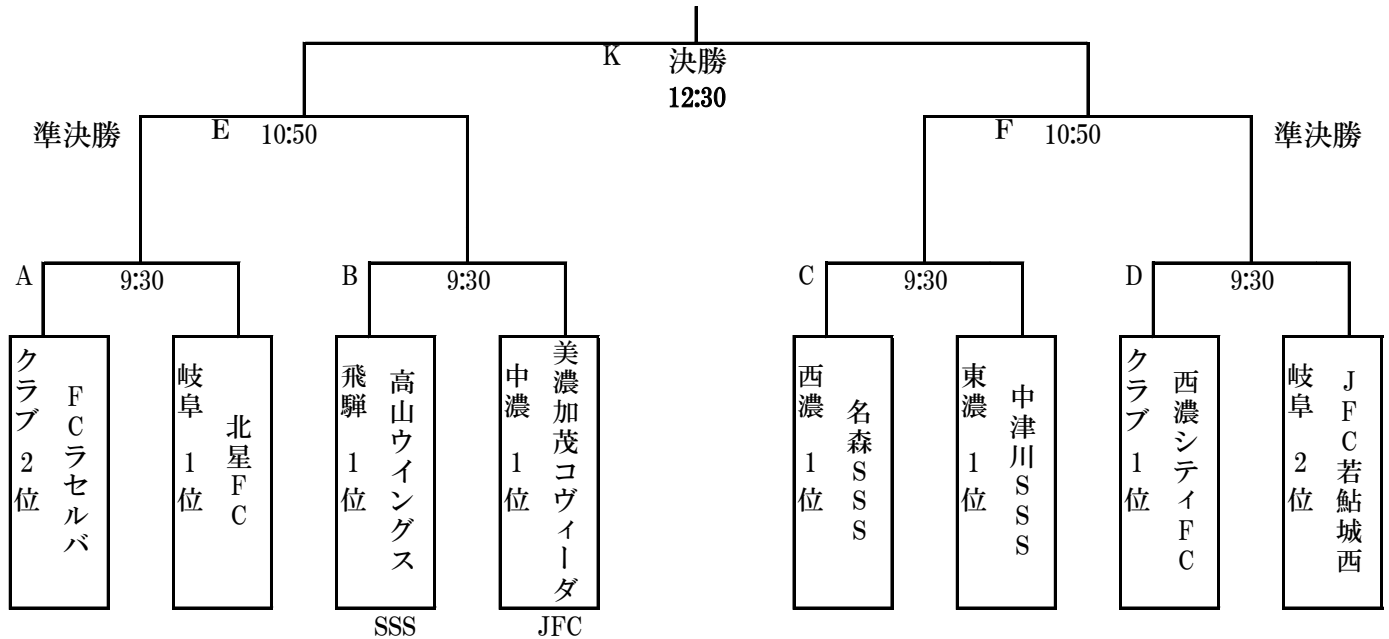 K
決勝
12:30
準決勝
E
10:50
F
10:50
準決勝
A
9:30
B
9:30
C
9:30
D
9:30
クラブ 2位
FCラセルバ
岐阜 1位
北星FC
飛騨 1位
高山ウイングス
SSS
中濃 1位
美濃加茂コヴィーダ
JFC
西濃 1位
名森SSS
東濃 1位
中津川SSS
クラブ 1位
西濃シティFC
岐阜 2位
JFC若鮎城西